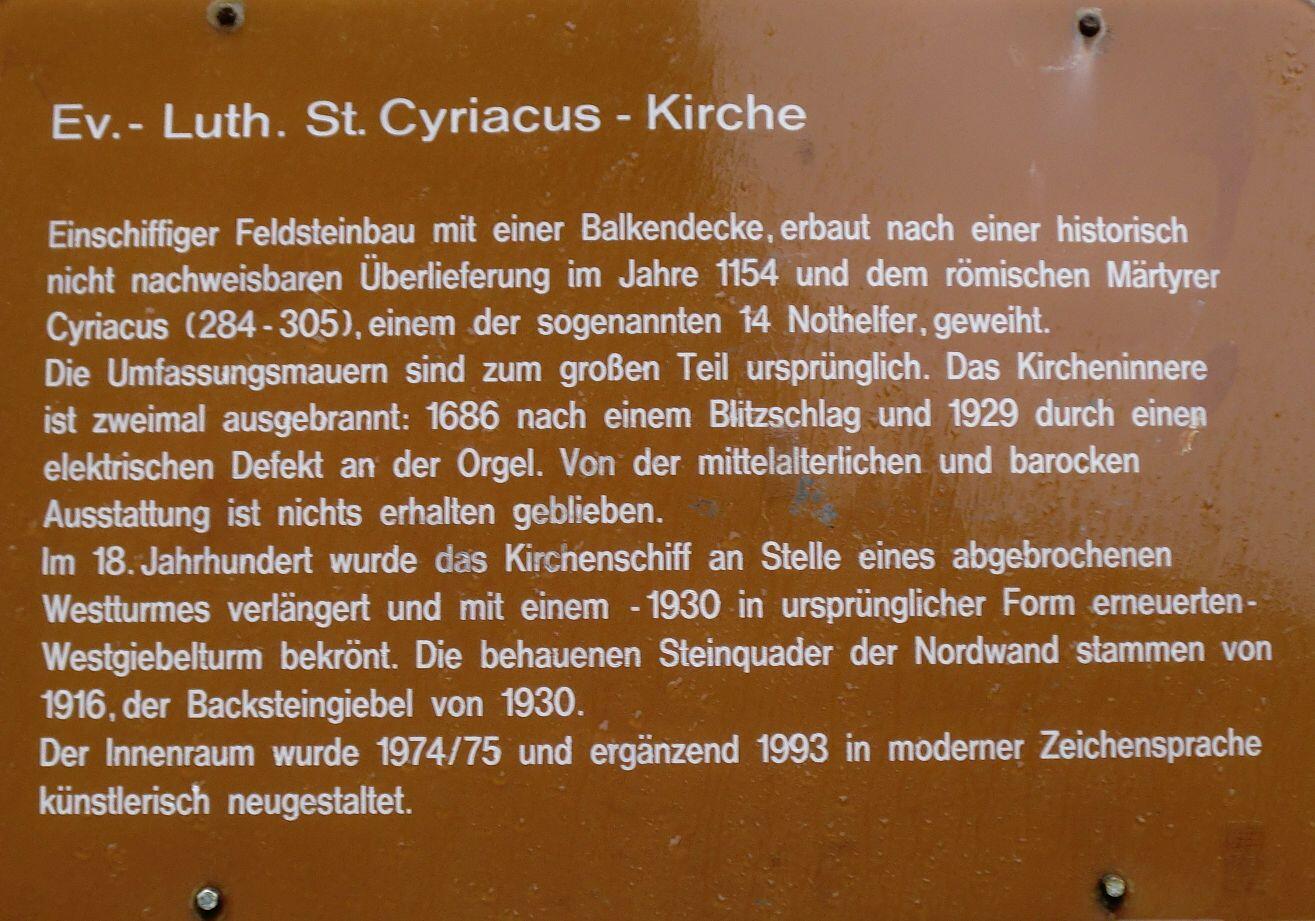 Ev.- Luth. St. Cyriacus - Kirche
Einschiffiger Feldsteinbau mit einer Balkendecke, erbaut nach einer historisch
nicht nachweisbaren Überlieferung im Jahre 1154 und dem römischen Märtyrer
Cyriacus (284 - 305), einem der sogenannten 14 Nothelfer, geweiht.
Die Umfassungsmauern sind zum großen Teil ursprünglich. Das Kircheninnere
ist zweimal ausgebrannt: 1686 nach einem Blitzschlag und 1929 durch einen
elektrischen Defekt an der Orgel. Von der mittelalterlichen und barocken
Ausstattung ist nichts erhalten geblieben.
Im 18. Jahrhundert wurde das Kirchenschiff an Stelle eines abgebrochenen
Westturmes verlängert und mit einem - 1930 in ursprünglicher Form erneuerten -
Westgiebelturm bekrönt. Die behauenen Steinquader der Nordwand stammen von
1916, der Backsteingiebel von 1930.
Der Innenraum wurde 1974/75 und ergänzend 1993 in moderner Zeichensprache
künstlerisch neugestaltet.